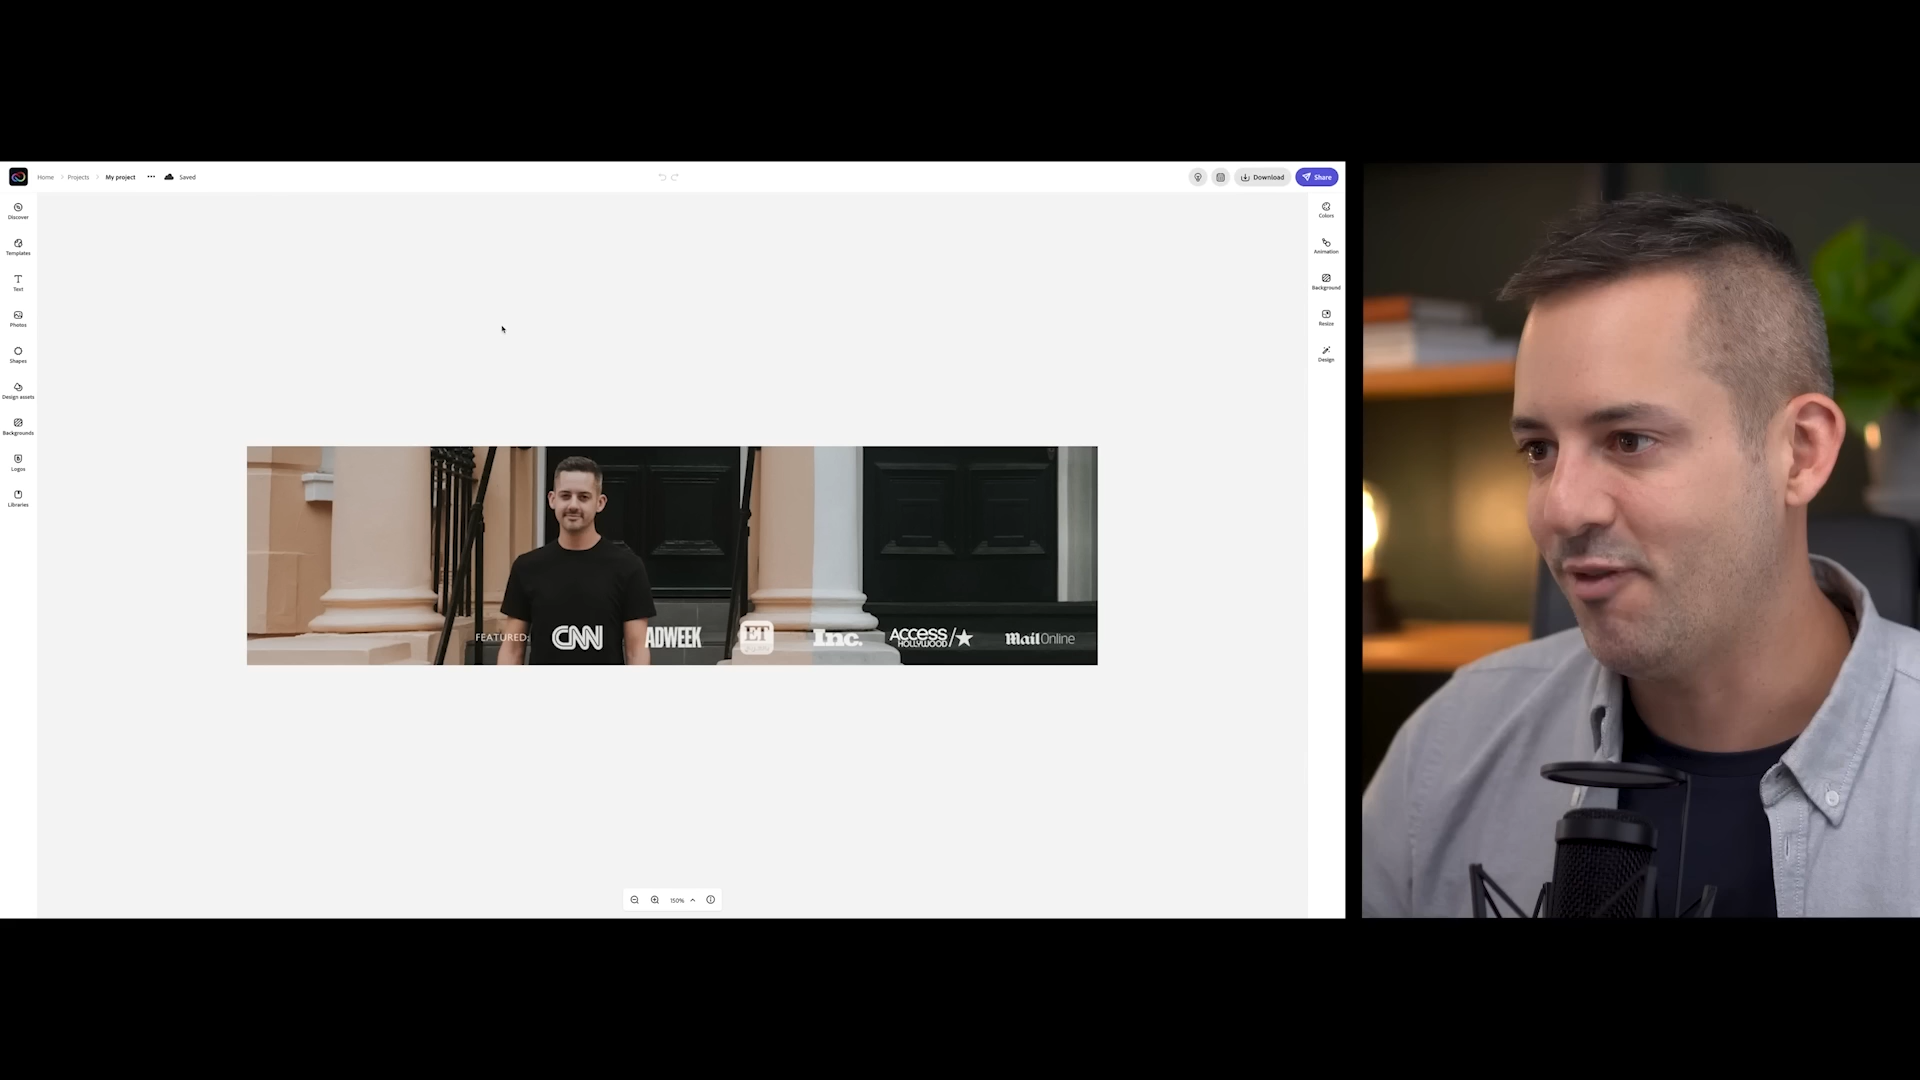 Home
Projects
My project
Saved
Download
Share
Discover
Templates
Text
Photos
Shapes
Design assets
Backgrounds
Logos
Libraries
Colors
Animation
Background
Resize
Design
FEATURED: CNN ADWEEK ET Inc. ACCESS HOLLYWOOD MailOnline
150%